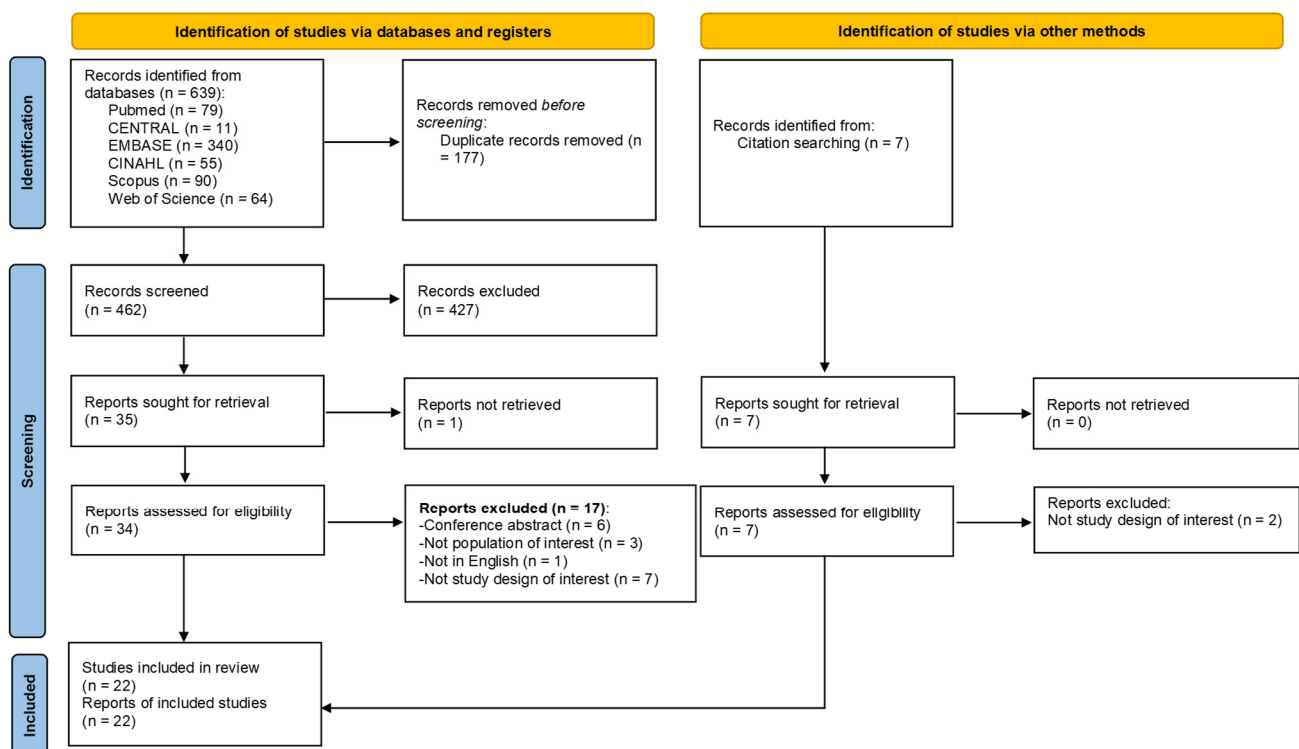 Identification of studies via databases and registers
Identification of studies via other methods
Identification
Records identified from
databases (n = 639):
Pubmed (n = 79)
CENTRAL (n = 11)
EMBASE (n = 340)
CINAHL (n = 55)
Scopus (n = 90)
Web of Science (n = 64)
Records removed before
screening:
Duplicate records removed (n
= 177)
Records identified from:
Citation searching (n = 7)
Screening
Records screened
(n = 462)
Records excluded
(n = 427)
Reports sought for retrieval
(n = 35)
Reports not retrieved
(n = 1)
Reports sought for retrieval
(n = 7)
Reports not retrieved
(n = 0)
Reports assessed for eligibility
(n = 34)
Reports excluded (n = 17):
-Conference abstract (n = 6)
-Not population of interest (n = 3)
-Not in English (n = 1)
-Not study design of interest (n = 7)
Reports assessed for eligibility
(n = 7)
Reports excluded:
Not study design of interest (n = 2)
Included
Studies included in review
(n = 22)
Reports of included studies
(n = 22)